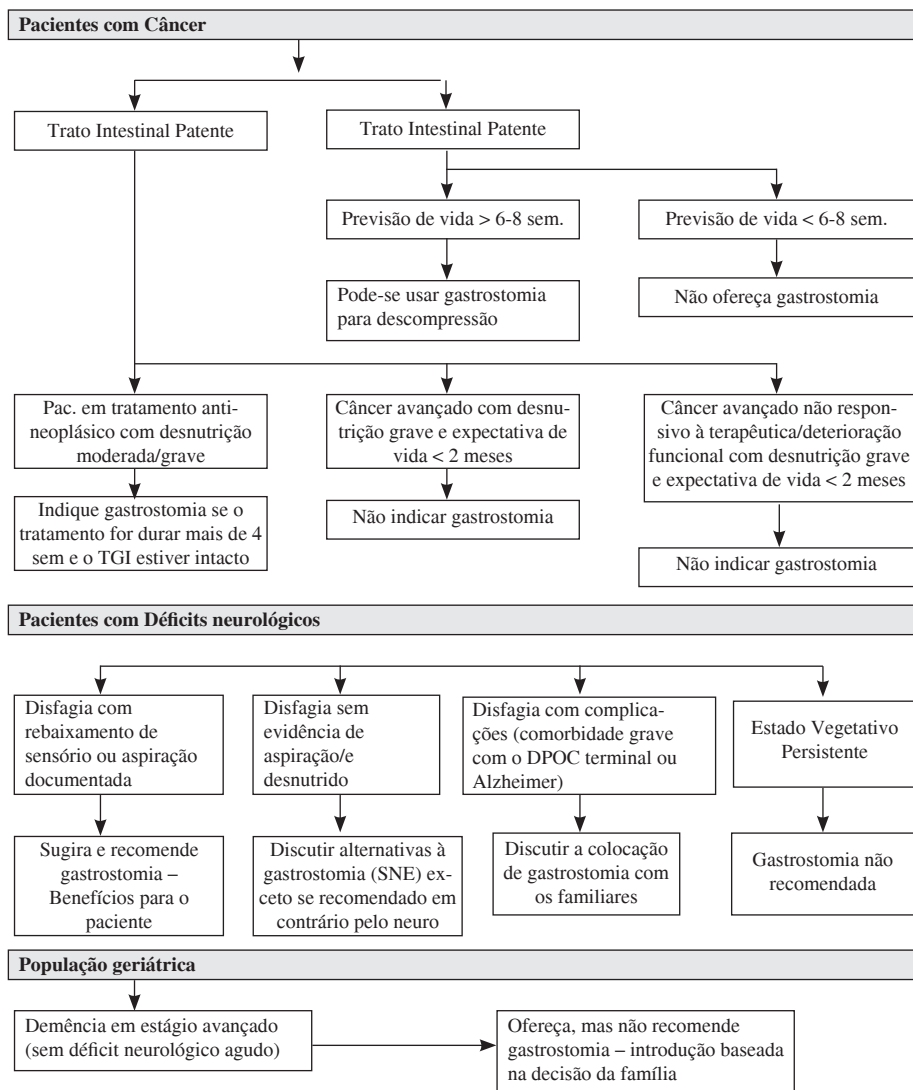 Pacientes com Câncer
Trato Intestinal Patente
Trato Intestinal Patente
Previsão de vida > 6-8 sem.
Previsão de vida < 6-8 sem.
Pode-se usar gastrostomia
para descompressão
Não ofereça gastrostomia
Pac. em tratamento anti-
neoplásico com desnutrição
moderada/grave
Câncer avançado com desnu-
trição grave e expectativa de
vida < 2 meses
Câncer avançado não respon-
sivo à terapêutica/deterioração
funcional com desnutrição grave
e expectativa de vida < 2 meses
Indique gastrostomia se o
tratamento for durar mais de 4
sem e o TGI estiver intacto
Não indicar gastrostomia
Não indicar gastrostomia
Pacientes com Déficits neurológicos
Disfagia com
rebaixamento de
sensório ou aspiração
documentada
Disfagia sem
evidência de
aspiração/e
desnutrido
Disfagia com complica-
ções (comorbidade grave
com o DPOC terminal ou
Alzheimer)
Estado Vegetativo
Persistente
Sugira e recomende
gastrostomia –
Benefícios para o
paciente
Discutir alternativas à
gastrostomia (SNE) ex-
ceto se recomendado em
contrário pelo neuro
Discutir a colocação
de gastrostomia com
os familiares
Gastrostomia não
recomendada
População geriátrica
Demência em estágio avançado
(sem déficit neurológico agudo)
Ofereça, mas não recomende
gastrostomia – introdução baseada
na decisão da família